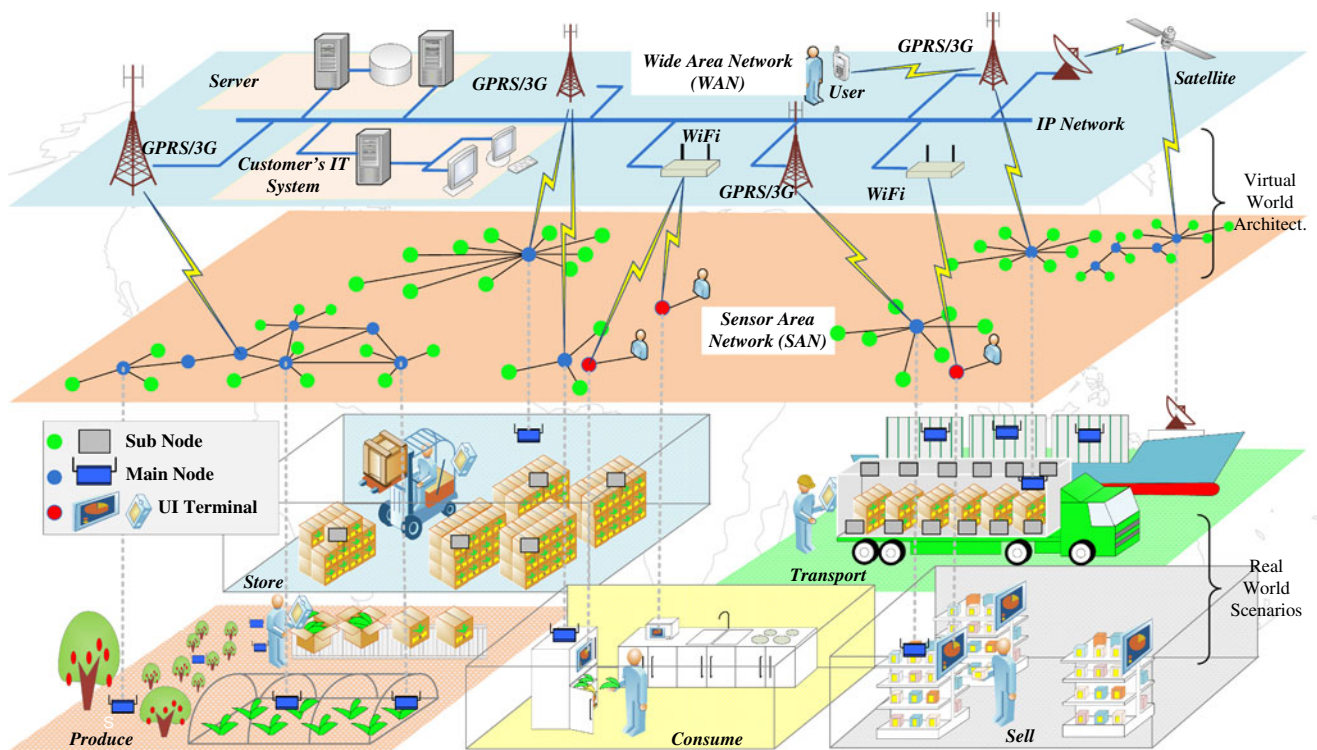 Server
GPRS/3G
Wide Area Network
(WAN)
GPRS/3G
User
Satellite
IP Network
GPRS/3G
Customer's IT
System
WiFi
GPRS/3G
WiFi
Virtual
World
Architect.
Sensor Area
Network (SAN)
Sub Node
Main Node
UI Terminal
Store
Transport
Real
World
Scenarios
S
Produce
Consume
Sell